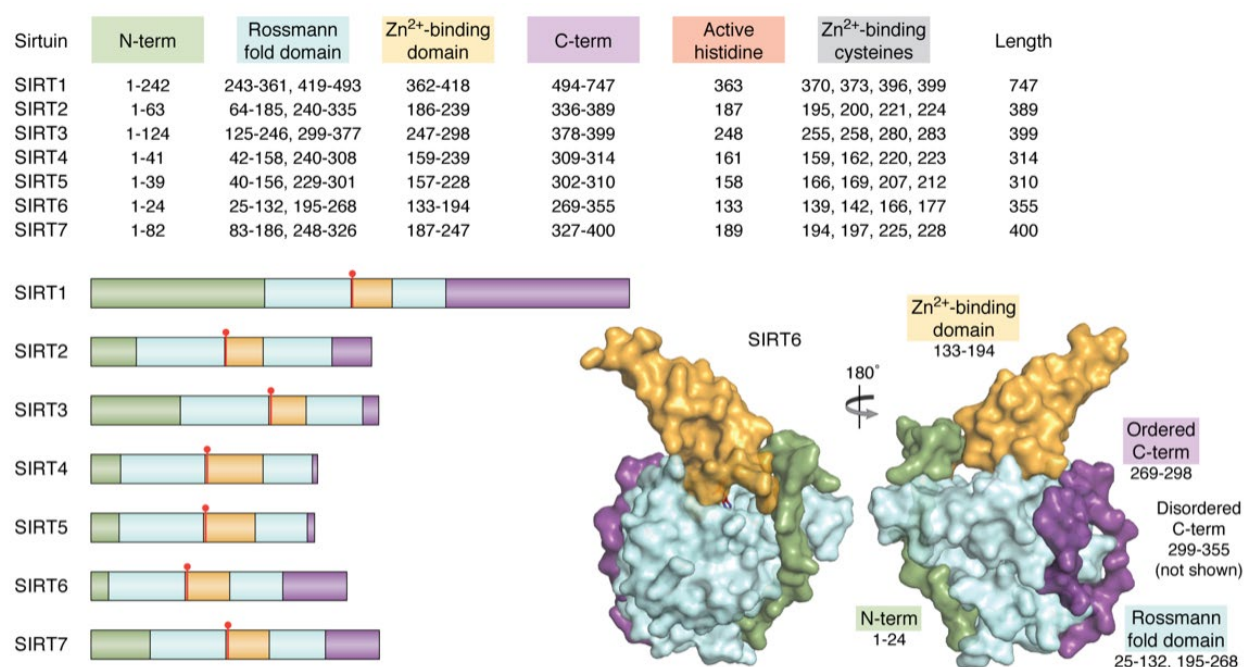 Sirtuin N-term Rossmann fold domain Zn²⁺-binding domain C-term Active histidine Zn²⁺-binding cysteines Length
SIRT1 1-242 243-361, 419-493 362-418 494-747 363 370, 373, 396, 399 747
SIRT2 1-63 64-185, 240-335 186-239 336-389 187 195, 200, 221, 224 389
SIRT3 1-124 125-246, 299-377 247-298 378-399 248 255, 258, 280, 283 399
SIRT4 1-41 42-158, 240-308 159-239 309-314 161 159, 162, 220, 223 314
SIRT5 1-39 40-156, 229-301 157-228 302-310 158 166, 169, 207, 212 310
SIRT6 1-24 25-132, 195-268 133-194 269-355 133 139, 142, 166, 177 355
SIRT7 1-82 83-186, 248-326 187-247 327-400 189 194, 197, 225, 228 400
SIRT1
SIRT2
SIRT3
SIRT4
SIRT5
SIRT6
SIRT7
SIRT6
180°
Zn²⁺-binding
domain
133-194
Ordered
C-term
269-298
Disordered
C-term
299-355
(not shown)
N-term
1-24
Rossmann
fold domain
25-132, 195-268